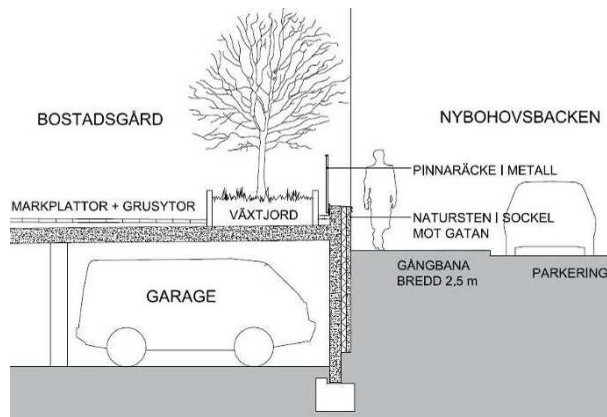 BOSTADSGÅRD
NYBOHOVSBACKEN
PINNARÄCKE I METALL
MARKPLATTOR + GRUSYTOR
VÄXTJORD
NATURSTEN I SOCKEL
MOT GATAN
GARAGE
GÅNGBANA
BREDD 2,5 m
PARKERING